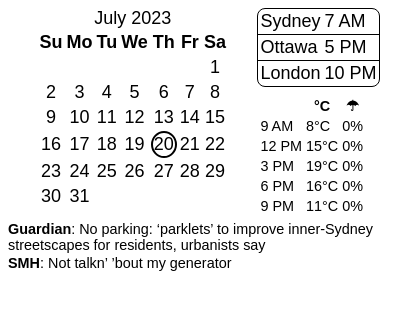 July 2023
Su Mo Tu We Th Fr Sa
1
2 3 4 5 6 7 8
9 10 11 12 13 14 15
16 17 18 19 20 21 22
23 24 25 26 27 28 29
30 31
Sydney 7 AM
Ottawa 5 PM
London 10 PM
°C ☂
9 AM 8°C 0%
12 PM 15°C 0%
3 PM 19°C 0%
6 PM 16°C 0%
9 PM 11°C 0%
Guardian: No parking: ‘parklets’ to improve inner-Sydney
streetscapes for residents, urbanists say
SMH: Not talkn’ ’bout my generator